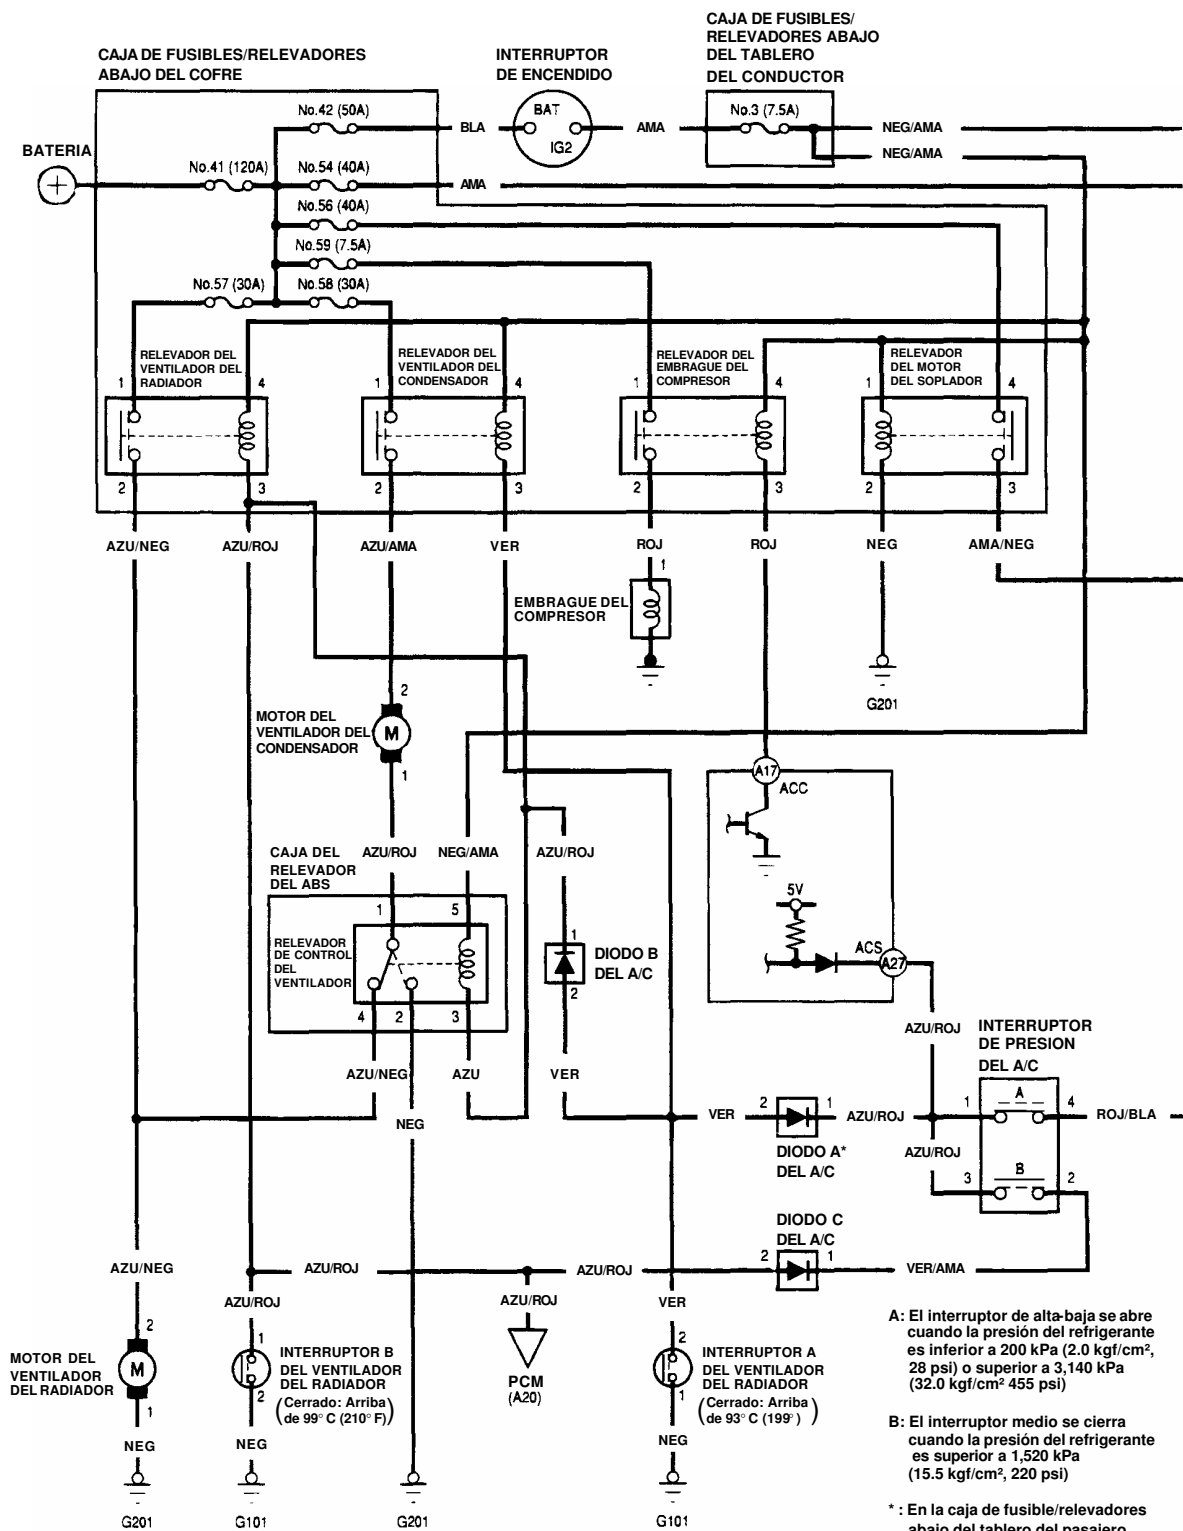 CAJA DE FUSIBLES/
RELEVADORES ABAJO
DEL TABLERO
DEL CONDUCTOR
CAJA DE FUSIBLES/RELEVADORES
ABAJO DEL COFRE
INTERRUPTOR
DE ENCENDIDO
No.42 (50A)
BLA
BAT
IG2
AMA
No.3 (7.5A)
NEG/AMA
NEG/AMA
BATERIA
No.41 (120A)
No.54 (40A)
AMA
No.56 (40A)
No.59 (7.5A)
No.57 (30A)
No.58 (30A)
RELEVADOR DEL
VENTILADOR DEL
RADIADOR
1
4
2
3
RELEVADOR DEL
VENTILADOR DEL
CONDENSADOR
1
4
2
3
RELEVADOR DEL
EMBRAGUE DEL
COMPRESOR
1
4
2
3
RELEVADOR
DEL MOTOR
DEL SOPLADOR
1
4
2
3
AZU/NEG
AZU/ROJ
AZU/AMA
VER
ROJ
ROJ
NEG
AMA/NEG
1
EMBRAGUE DEL
COMPRESOR
G201
2
MOTOR DEL
VENTILADOR DEL
CONDENSADOR
M
1
A17
ACC
5V
ACS
A27
CAJA DEL
RELEVADOR
DEL ABS
AZU/ROJ
NEG/AMA
AZU/ROJ
1
5
RELEVADOR
DE CONTROL
DEL
VENTILADOR
4
2
3
1
DIODO B
DEL A/C
2
AZU/NEG
AZU
VER
NEG
AZU/ROJ
INTERRUPTOR
DE PRESION
DEL A/C
VER
2
1
AZU/ROJ
DIODO A*
DEL A/C
AZU/ROJ
1
A
4
ROJ/BLA
3
B
2
DIODO C
DEL A/C
2
1
VER/AMA
AZU/NEG
AZU/ROJ
AZU/ROJ
AZU/ROJ
AZU/ROJ
VER
2
MOTOR DEL
VENTILADOR
DEL RADIADOR
M
1
NEG
G201
1
INTERRUPTOR B
DEL VENTILADOR
DEL RADIADOR
(Cerrado: Arriba
de 99° C (210° F))
2
NEG
G101
G201
PCM
(A20)
2
INTERRUPTOR A
DEL VENTILADOR
DEL RADIADOR
(Cerrado: Arriba
de 93° C (199° )
1
NEG
G101
A: El interruptor de alta-baja se abre
cuando la presión del refrigerante
es inferior a 200 kPa (2.0 kgf/cm²,
28 psi) o superior a 3,140 kPa
(32.0 kgf/cm² 455 psi)
B: El interruptor medio se cierra
cuando la presión del refrigerante
es superior a 1,520 kPa
(15.5 kgf/cm², 220 psi)
* : En la caja de fusible/relevadores
abajo del tablero del pasajero